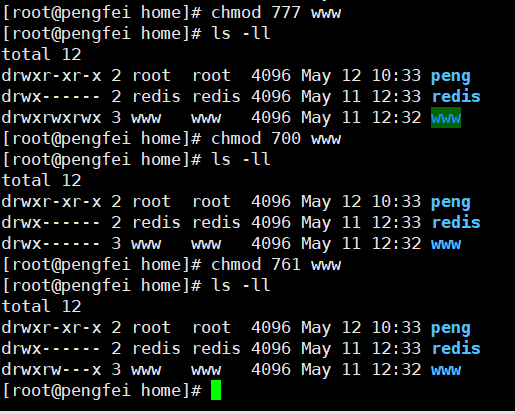 [root@pengfei home]# chmod 777 www
[root@pengfei home]# ls -ll
total 12
drwxr-xr-x 2 root  root  4096 May 12 10:33 peng
drwx------ 2 redis redis 4096 May 11 12:33 redis
drwxrwxrwx 3 www   www   4096 May 11 12:32 www
[root@pengfei home]# chmod 700 www
[root@pengfei home]# ls -ll
total 12
drwxr-xr-x 2 root  root  4096 May 12 10:33 peng
drwx------ 2 redis redis 4096 May 11 12:33 redis
drwx------ 3 www   www   4096 May 11 12:32 www
[root@pengfei home]# chmod 761 www
[root@pengfei home]# ls -ll
total 12
drwxr-xr-x 2 root  root  4096 May 12 10:33 peng
drwx------ 2 redis redis 4096 May 11 12:33 redis
drwxrw---x 3 www   www   4096 May 11 12:32 www
[root@pengfei home]#